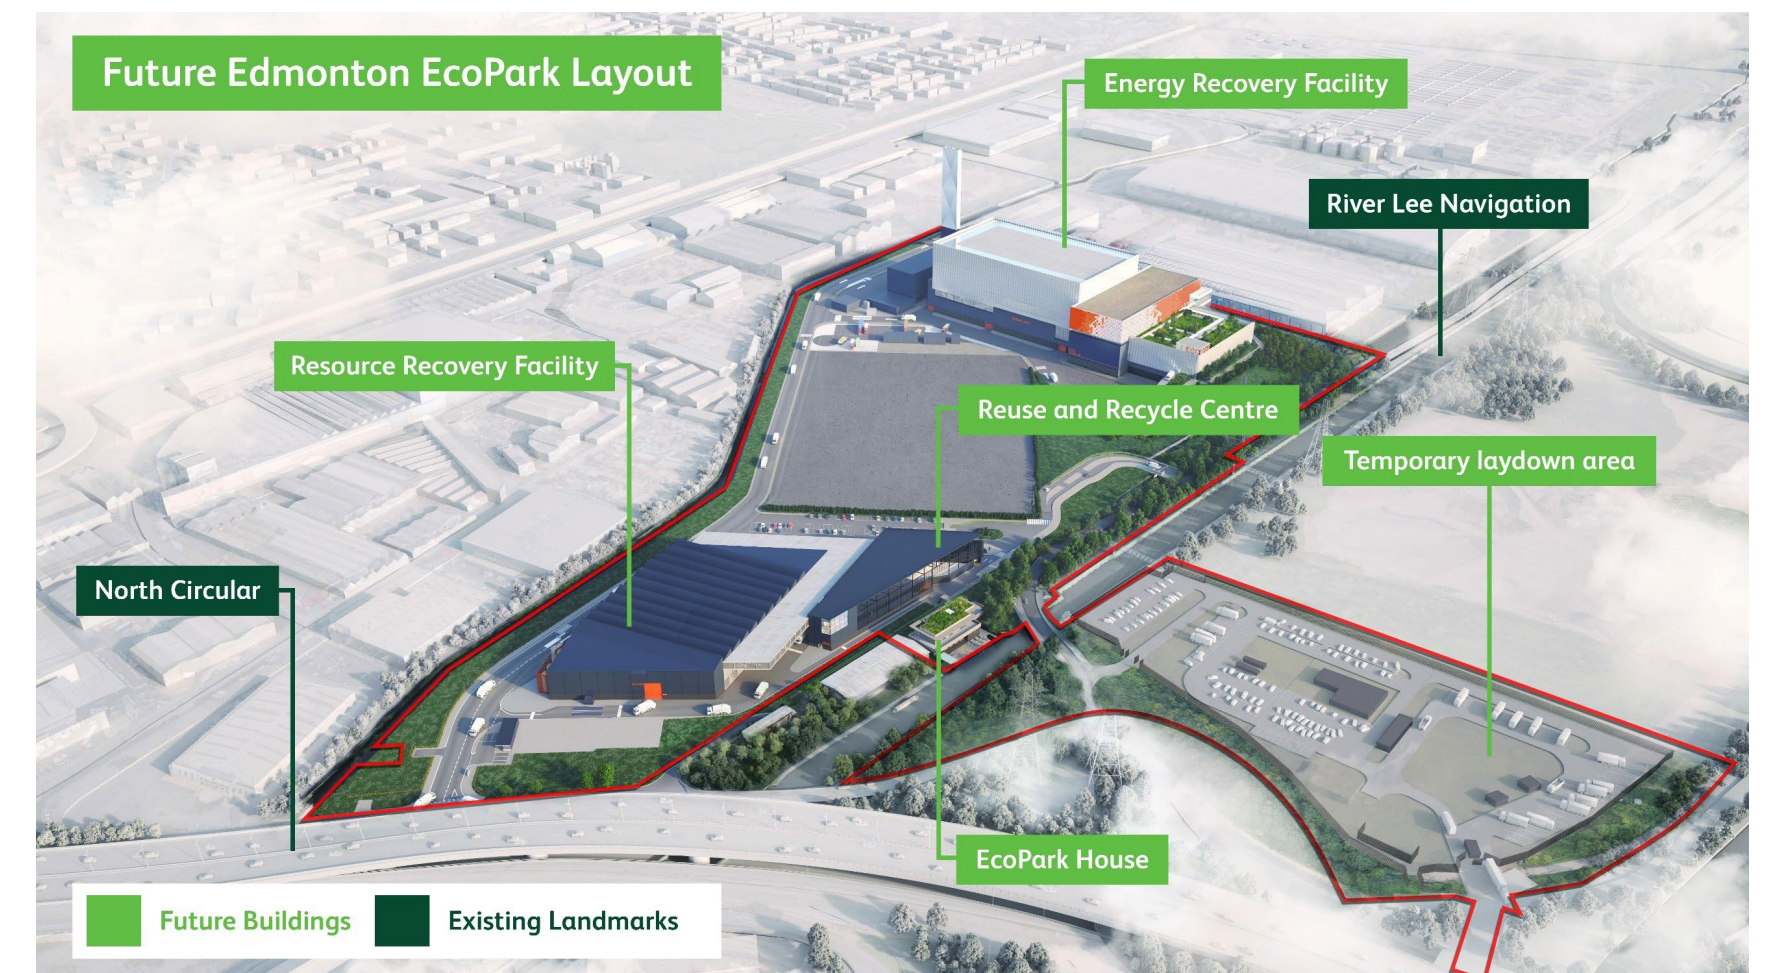 Future Edmonton EcoPark Layout
Energy Recovery Facility
River Lee Navigation
Resource Recovery Facility
Reuse and Recycle Centre
Temporary laydown area
North Circular
EcoPark House
Future Buildings
Existing Landmarks